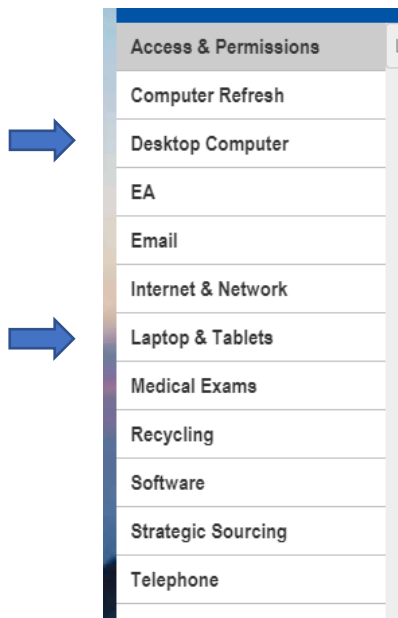 Access & Permissions
Computer Refresh
Desktop Computer
EA
Email
Internet & Network
Laptop & Tablets
Medical Exams
Recycling
Software
Strategic Sourcing
Telephone